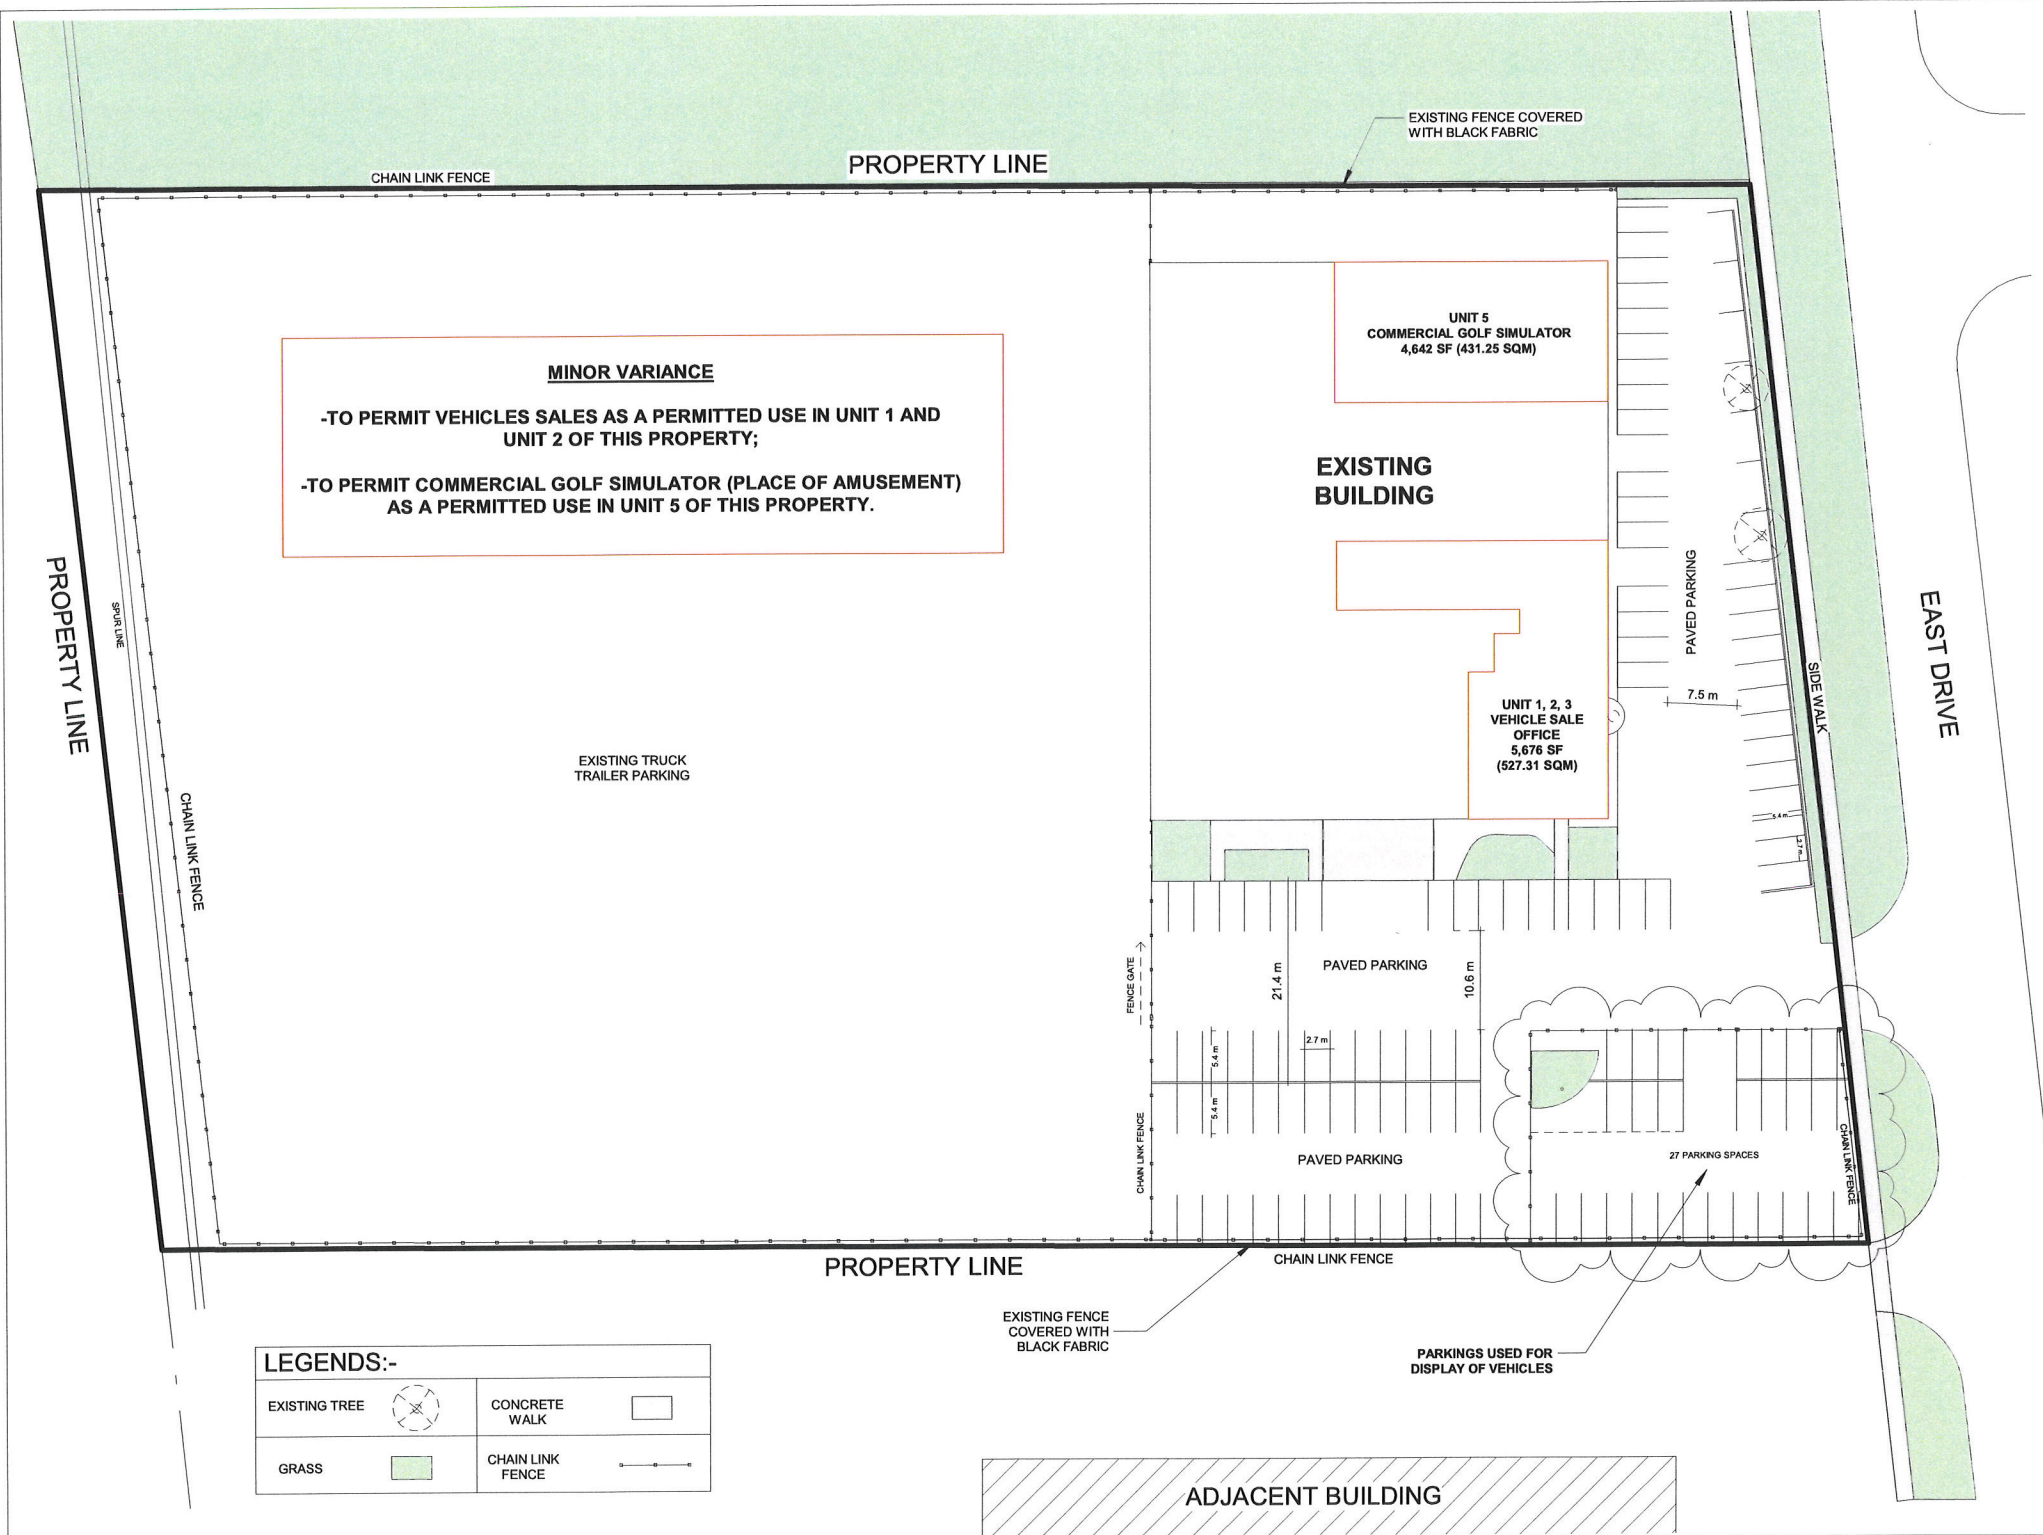 EXISTING FENCE COVERED
WITH BLACK FABRIC
PROPERTY LINE
CHAIN LINK FENCE
UNIT 5
COMMERCIAL GOLF SIMULATOR
4,642 SF (431.25 SQM)
MINOR VARIANCE
-TO PERMIT VEHICLES SALES AS A PERMITTED USE IN UNIT 1 AND
UNIT 2 OF THIS PROPERTY;
-TO PERMIT COMMERCIAL GOLF SIMULATOR (PLACE OF AMUSEMENT)
AS A PERMITTED USE IN UNIT 5 OF THIS PROPERTY.
EXISTING
BUILDING
PROPERTY LINE
SPUR LINE
PAVED PARKING
EAST DRIVE
SIDE WALK
7.5 m
UNIT 1, 2, 3
VEHICLE SALE
OFFICE
5,676 SF
(527.31 SQM)
EXISTING TRUCK
TRAILER PARKING
CHAIN LINK FENCE
5.4 m
2.7 m
FENCE GATE
21.4 m
PAVED PARKING
10.6 m
2.7 m
5.4 m
5.4 m
CHAIN LINK FENCE
PAVED PARKING
27 PARKING SPACES
CHAIN LINK FENCE
PROPERTY LINE
CHAIN LINK FENCE
EXISTING FENCE
COVERED WITH
BLACK FABRIC
PARKINGS USED FOR
DISPLAY OF VEHICLES
LEGENDS:-
EXISTING TREE
CONCRETE
WALK
GRASS
CHAIN LINK
FENCE
ADJACENT BUILDING